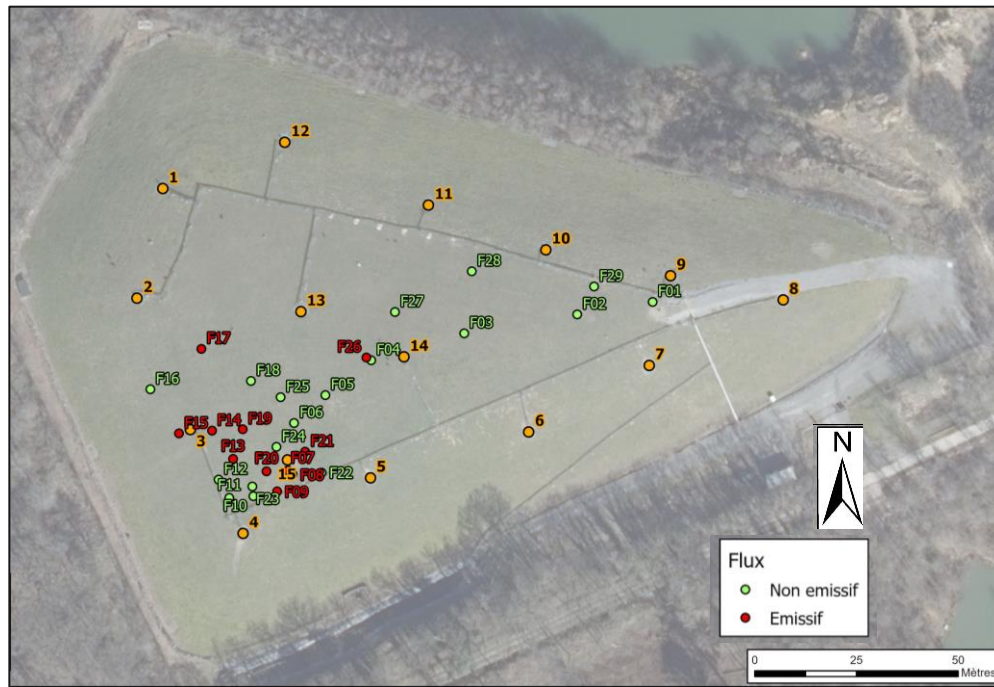 12
1
11
10
F28
9
F29
2
F01
8
13
F27
F02
F03
F17
F26
14
F04
7
F18
F16
F25
F05
F06
6
F15
F14
F19
3
F24
F21
F13
F20
F07
F12
15
F08
F22
5
F11
F09
F10
F23
4
N
Flux
Non emissif
Emissif
0 25 50
Mètres